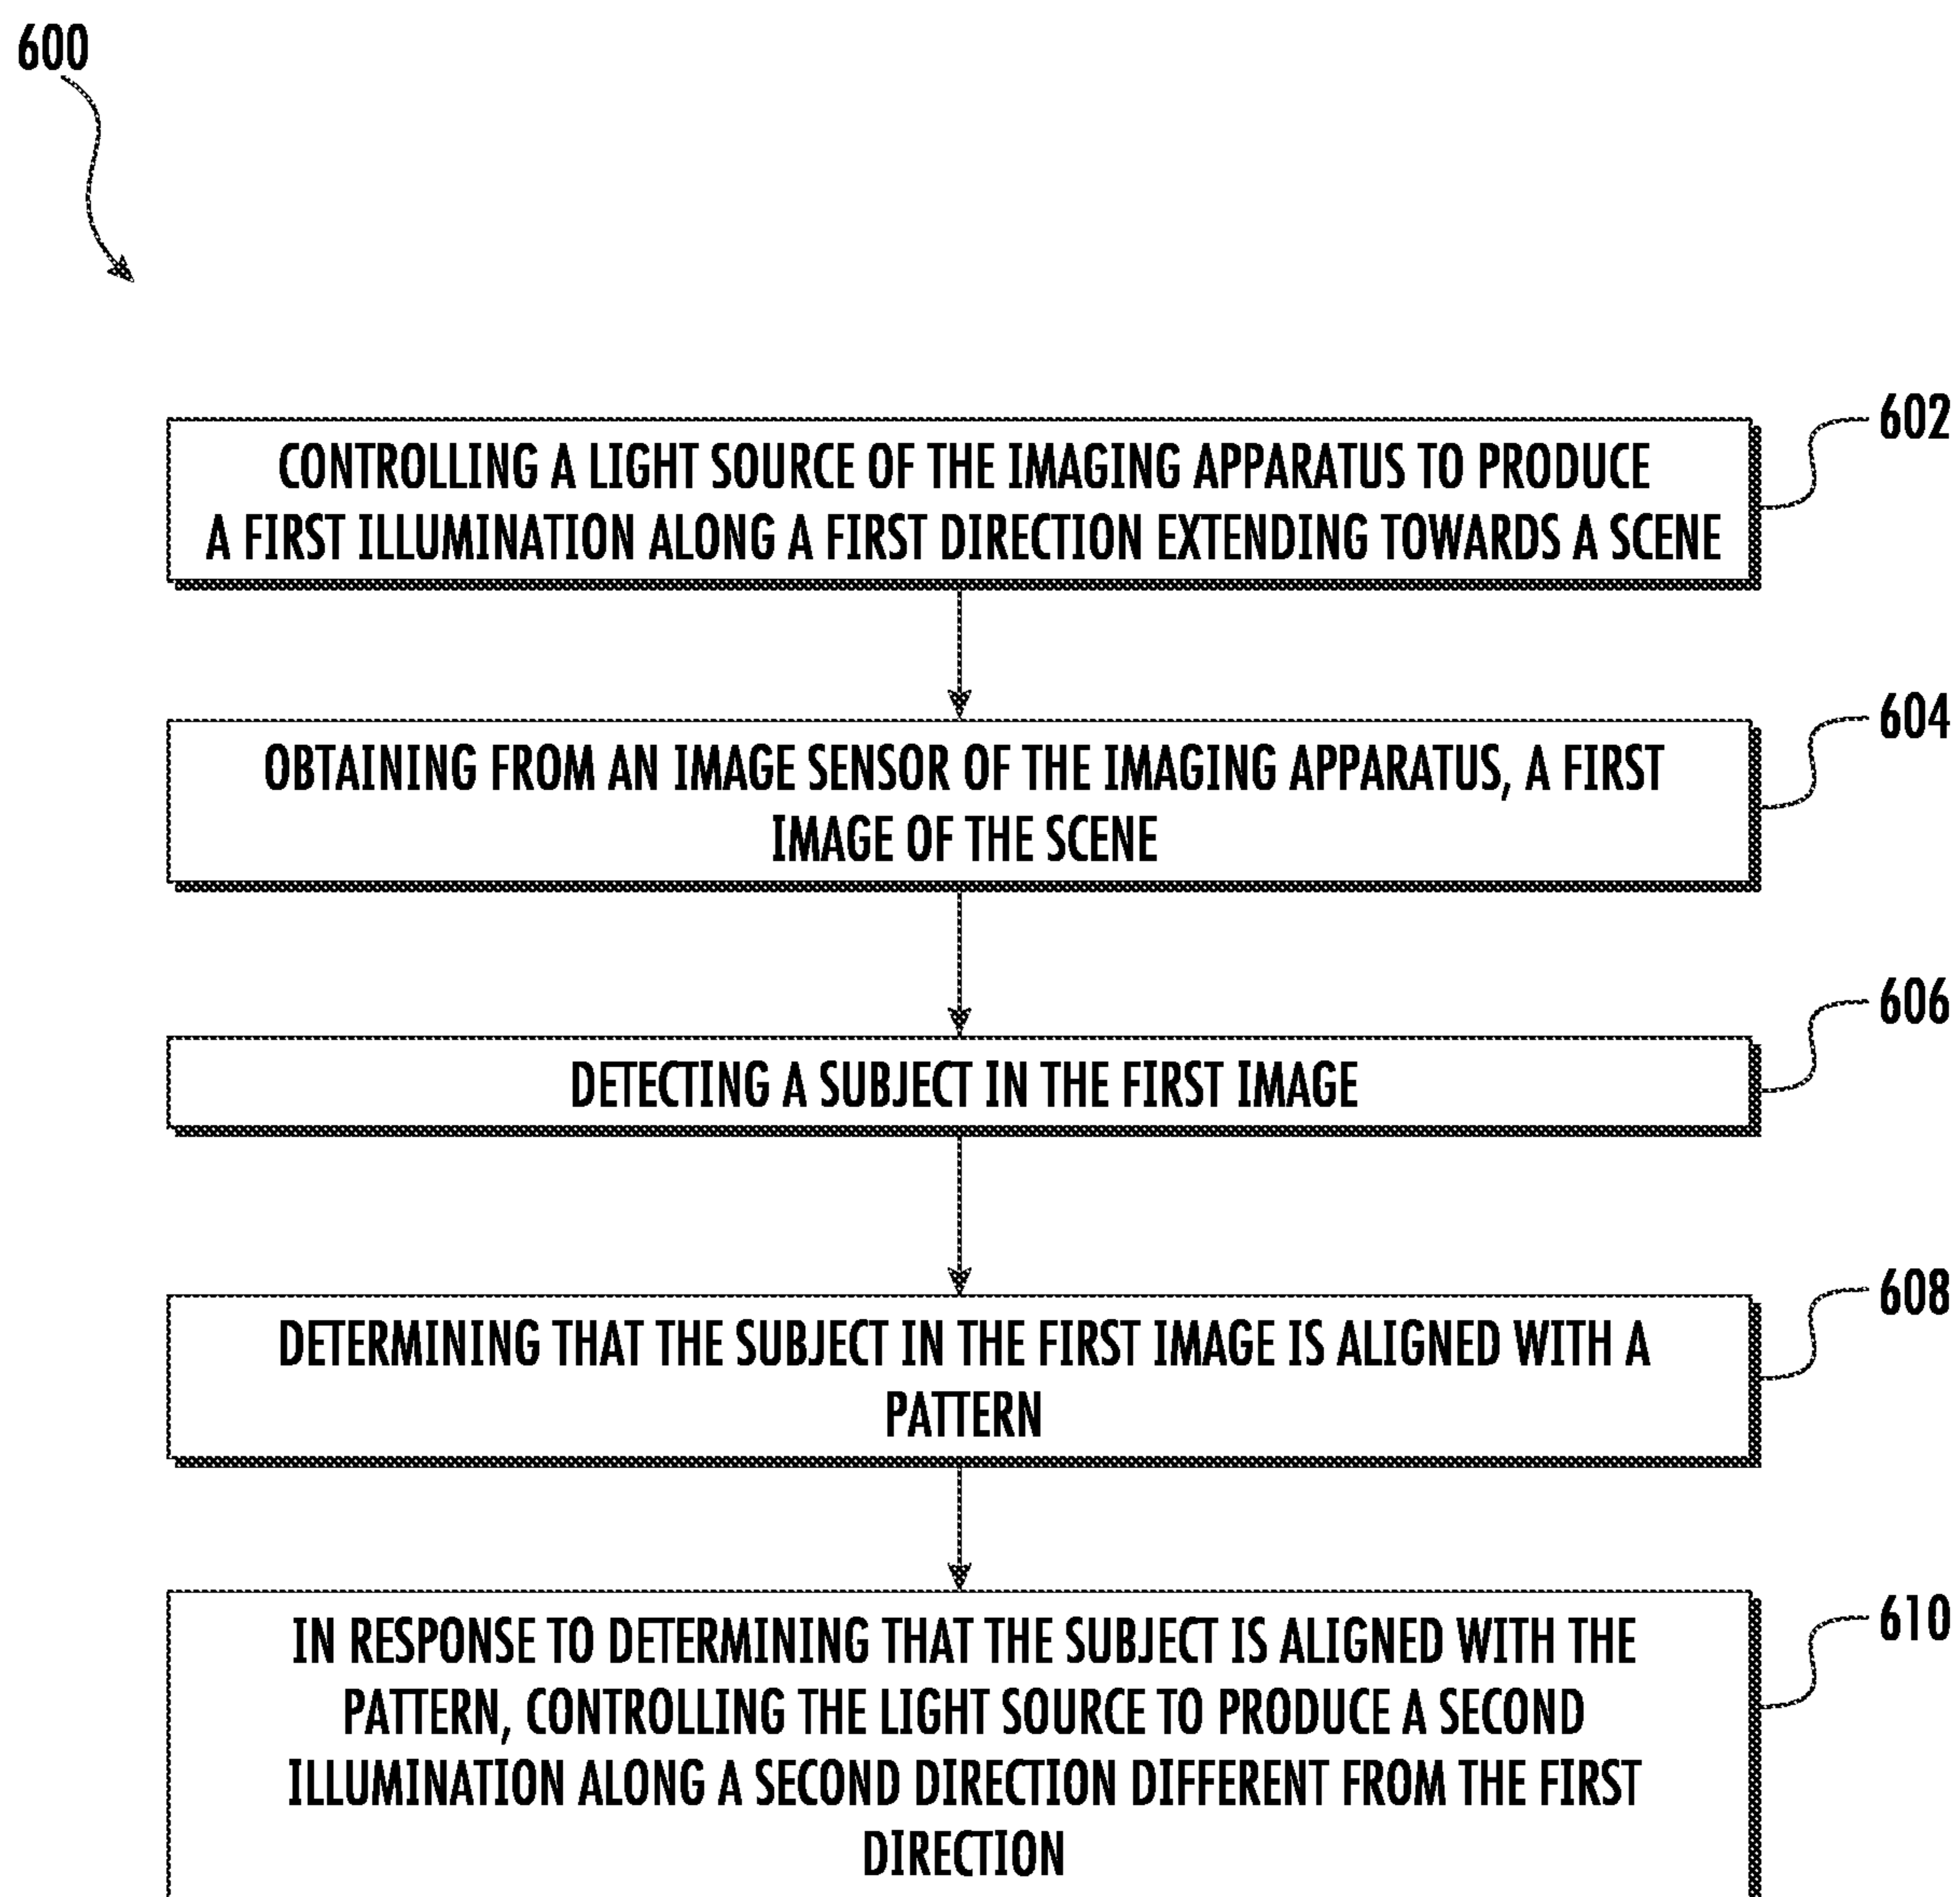 600
602
CONTROLLING A LIGHT SOURCE OF THE IMAGING APPARATUS TO PRODUCE
A FIRST ILLUMINATION ALONG A FIRST DIRECTION EXTENDING TOWARDS A SCENE
604
OBTAINING FROM AN IMAGE SENSOR OF THE IMAGING APPARATUS, A FIRST
IMAGE OF THE SCENE
606
DETECTING A SUBJECT IN THE FIRST IMAGE
608
DETERMINING THAT THE SUBJECT IN THE FIRST IMAGE IS ALIGNED WITH A
PATTERN
610
IN RESPONSE TO DETERMINING THAT THE SUBJECT IS ALIGNED WITH THE
PATTERN, CONTROLLING THE LIGHT SOURCE TO PRODUCE A SECOND
ILLUMINATION ALONG A SECOND DIRECTION DIFFERENT FROM THE FIRST
DIRECTION